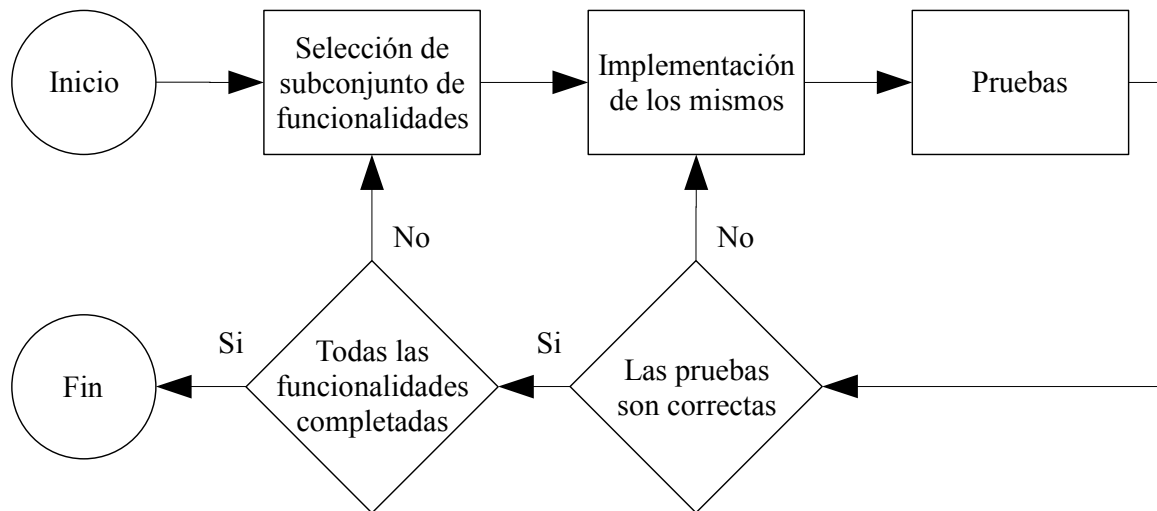 Inicio
Selección de
subconjunto de
funcionalidades
Implementación
de los mismos
Pruebas
No
No
Fin
Si
Todas las
funcionalidades
completadas
Si
Las pruebas
son correctas